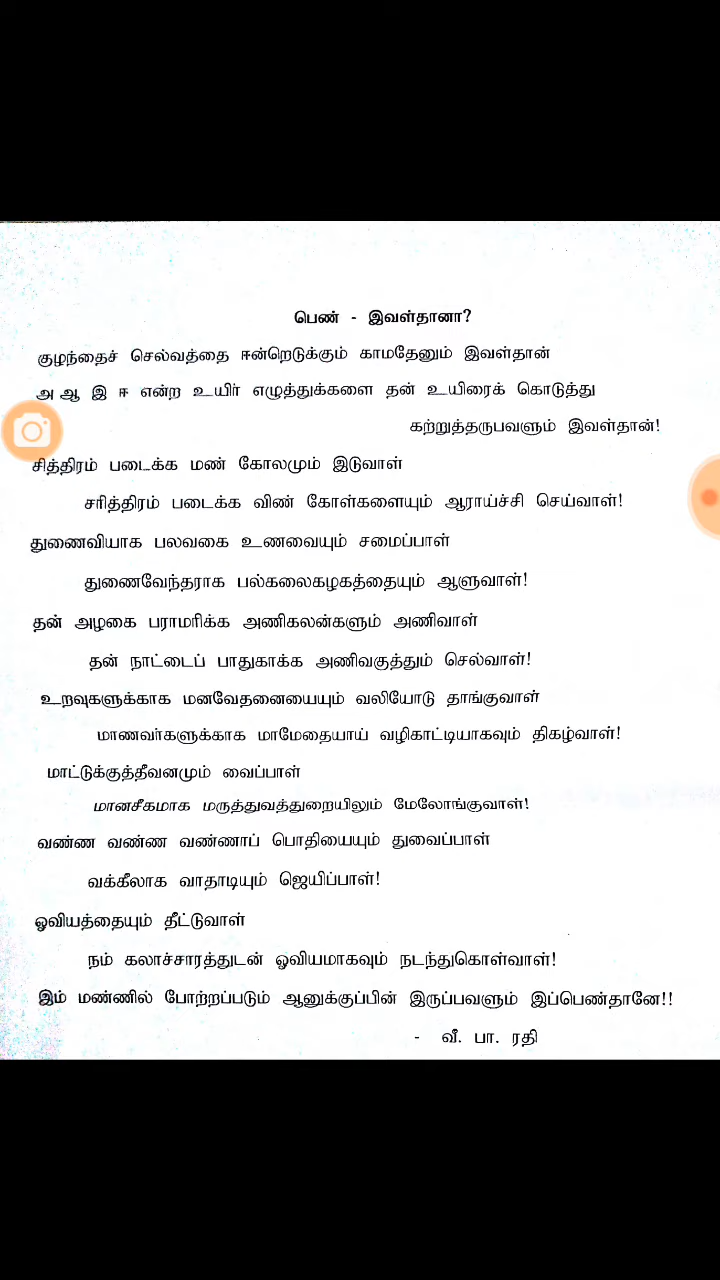 பெண் - இவள்தானா?
குழந்தைச் செல்வத்தை ஈன்றெடுக்கும் காமதேனும் இவள்தான்
அ ஆ இ ஈ என்ற உயிர் எழுத்துக்களை தன் உயிரைக் கொடுத்து
கற்றுத்தருபவளும் இவள்தான்!
சித்திரம் படைக்க மண் கோலமும் இடுவாள்
சரித்திரம் படைக்க விண் கோள்களையும் ஆராய்ச்சி செய்வாள்!
துணைவியாக பலவகை உணவையும் சமைப்பாள்
துணைவேந்தராக பல்கலைகழகத்தையும் ஆளுவாள்!
தன் அழகை பராமரிக்க அணிகலன்களும் அணிவாள்
தன் நாட்டைப் பாதுகாக்க அணிவகுத்தும் செல்வாள்!
உறவுகளுக்காக மனவேதனையையும் வலியோடு தாங்குவாள்
மாணவர்களுக்காக மாமேதையாய் வழிகாட்டியாகவும் திகழ்வாள்!
மாட்டுக்குத்தீவனமும் வைப்பாள்
மானசீகமாக மருத்துவத்துறையிலும் மேலோங்குவாள்!
வண்ண வண்ண வண்ணாப் பொதியையும் துவைப்பாள்
வக்கீலாக வாதாடியும் ஜெயிப்பாள்!
ஓவியத்தையும் தீட்டுவாள்
நம் கலாச்சாரத்துடன் ஓவியமாகவும் நடந்துகொள்வாள்!
இம் மண்ணில் போற்றப்படும் ஆனுக்குப்பின் இருப்பவளும் இப்பெண்தானே!!
- வீ. பா. ரதி